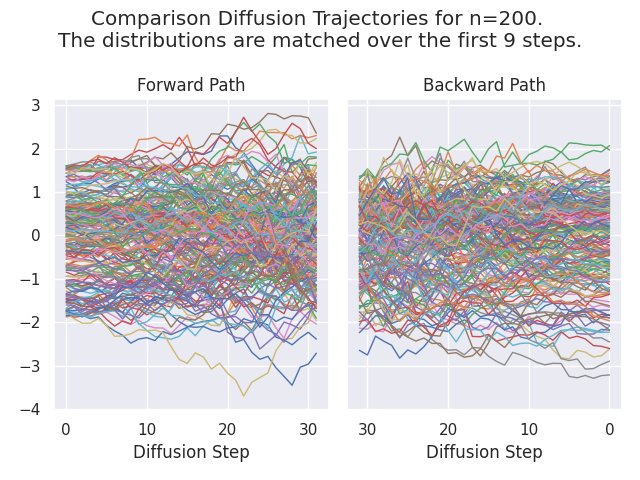 Comparison Diffusion Trajectories for n=200.
The distributions are matched over the first 9 steps.
Forward Path
Backward Path
3
2
1
0
−1
−2
−3
−4
0 10 20 30
30 20 10 0
Diffusion Step
Diffusion Step